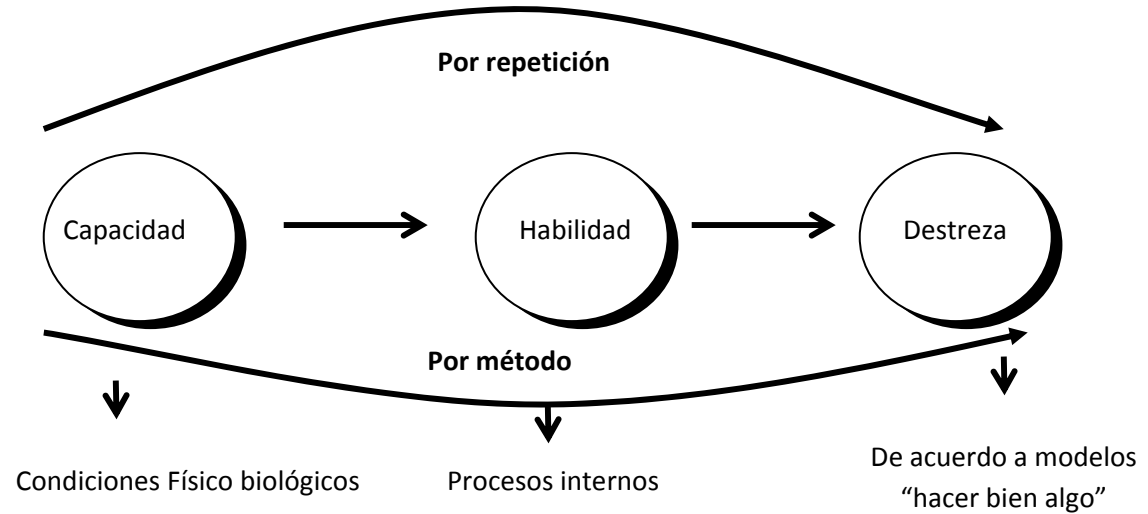 Por repetición
Capacidad
Habilidad
Destreza
Por método
Condiciones Físico biológicos
Procesos internos
De acuerdo a modelos
“hacer bien algo”